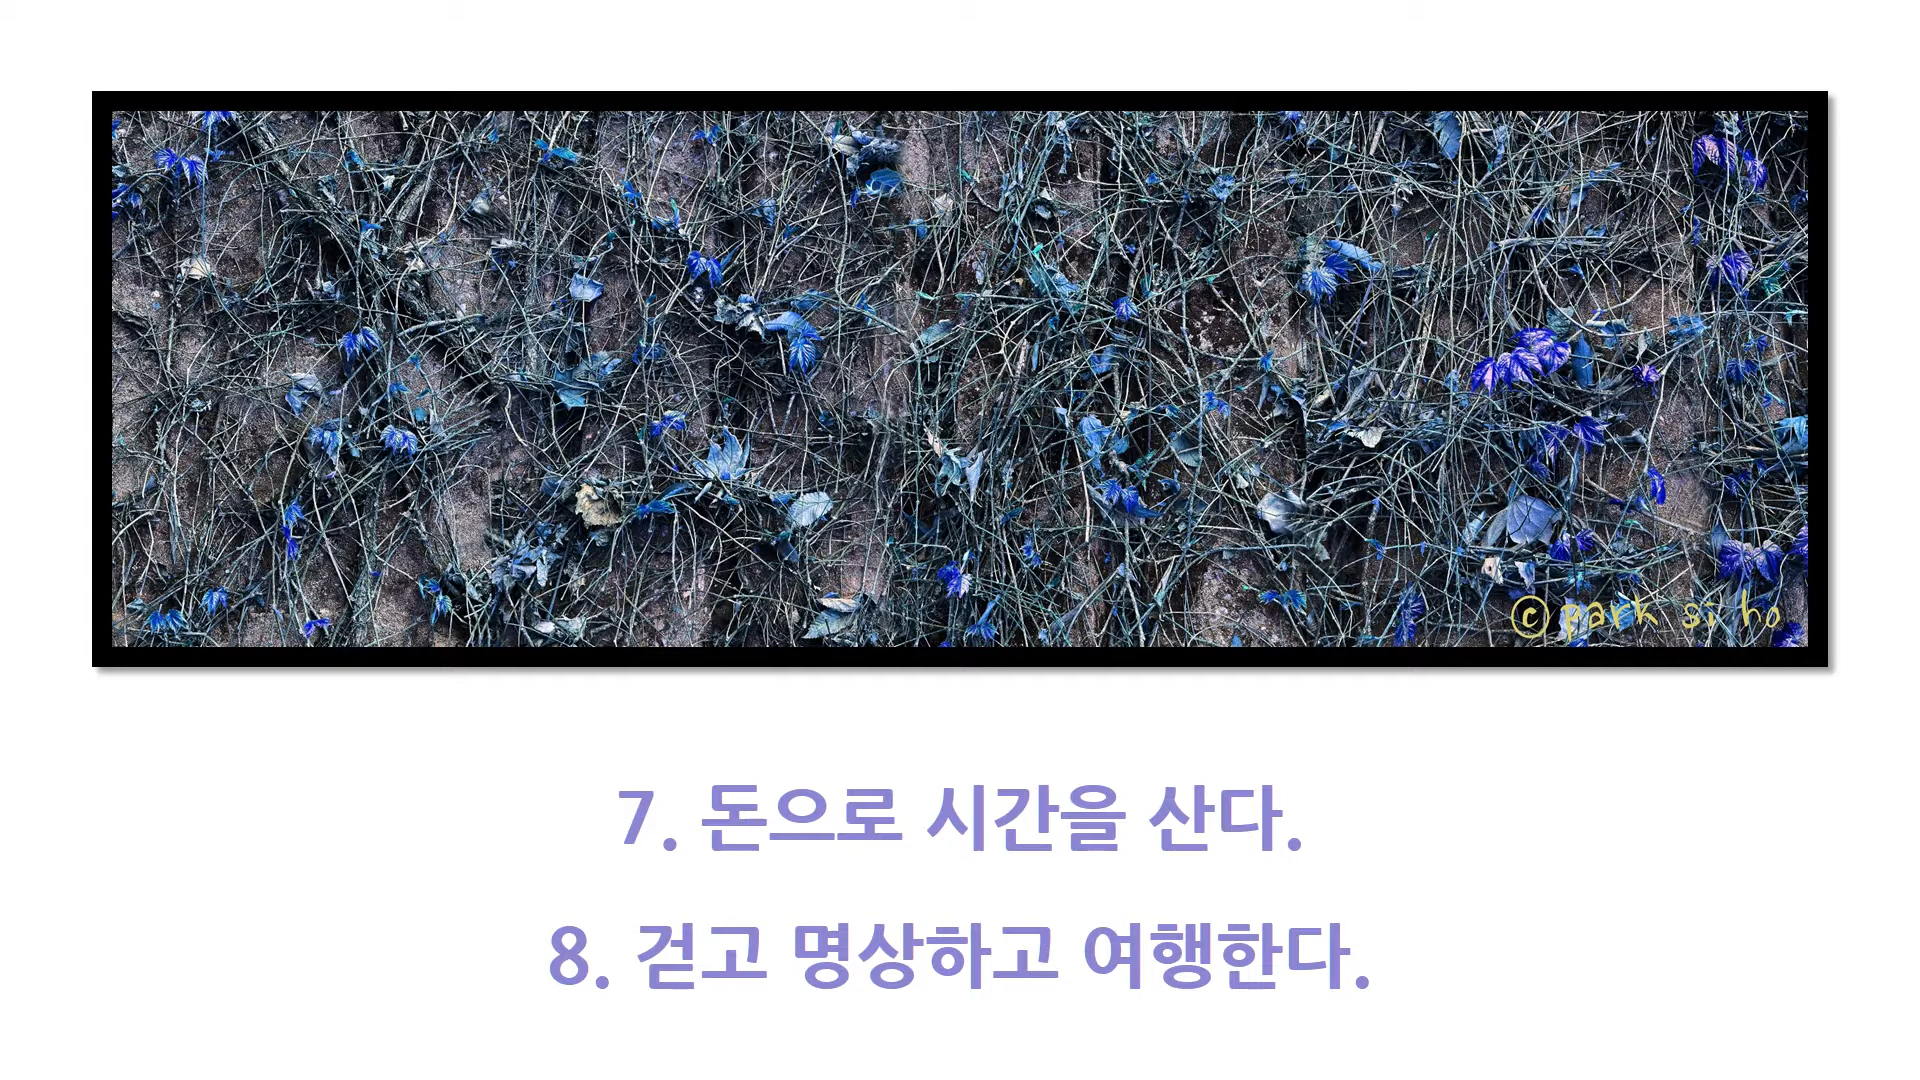 © park si ho
7. 돈으로 시간을 산다.
8. 걷고 명상하고 여행한다.